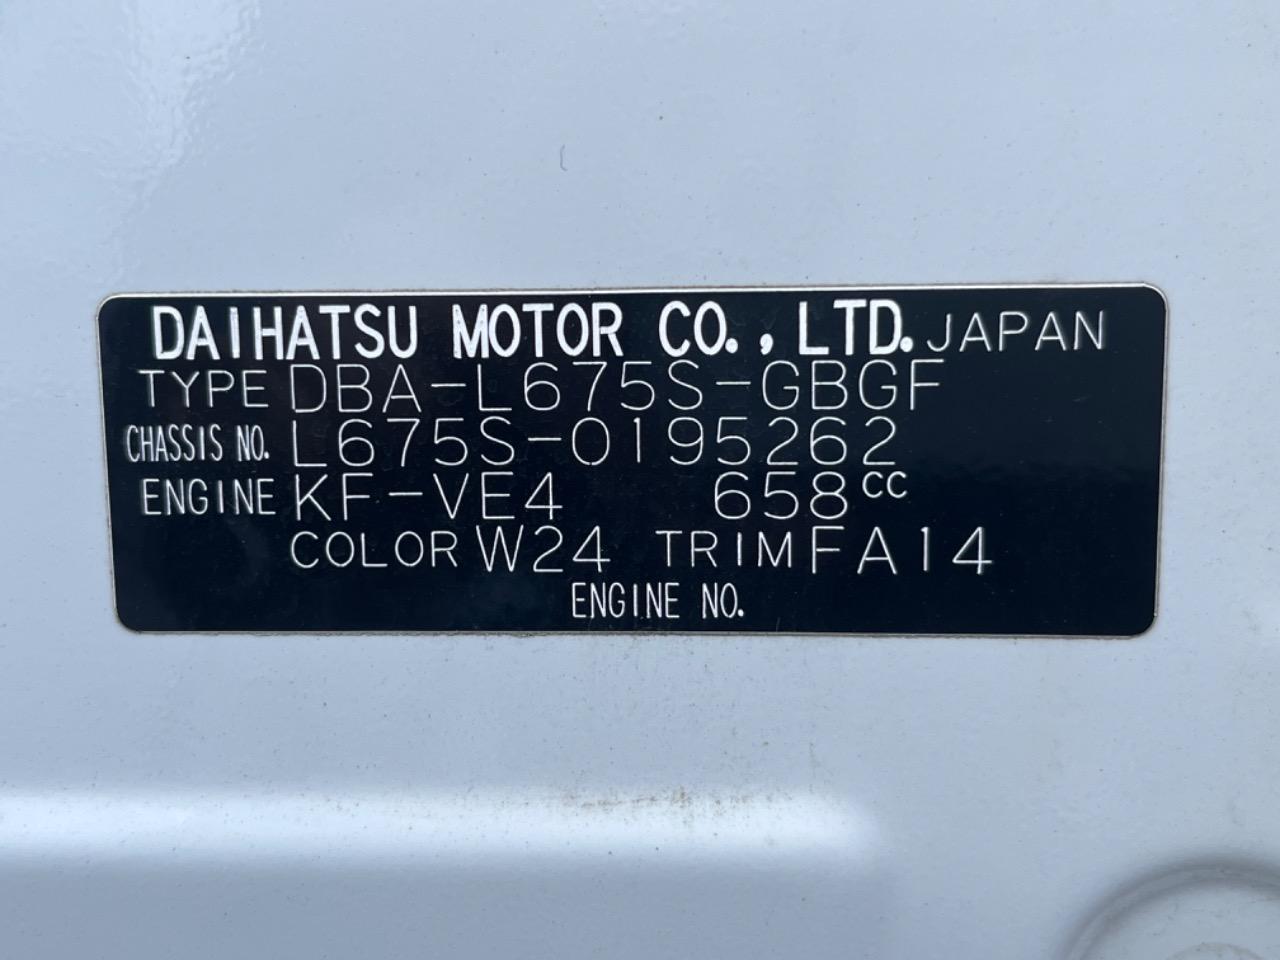 DAIHATSU MOTOR CO., LTD. JAPAN
TYPE DBA-L675S-GBGF
CHASSIS NO. L675S-0195262
ENGINE KF-VE4 658cc
COLOR W24 TRIM FA14
ENGINE NO.